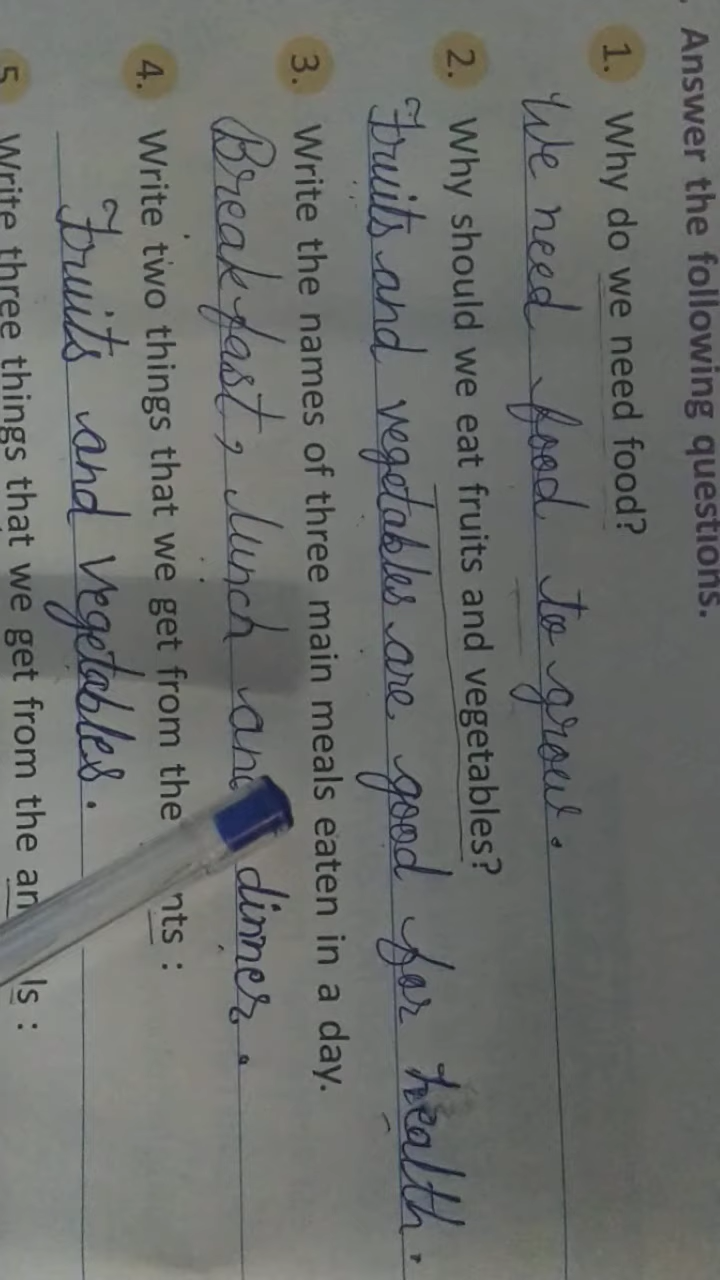 Answer the following questions.
1. Why do we need food?
We need food to grow.
2. Why should we eat fruits and vegetables?
Fruits and vegetables are good for health.
3. Write the names of three main meals eaten in a day.
Breakfast, lunch and dinner.
4. Write two things that we get from the nts :
Fruits and vegetables.
5 Write three things that we get from the an ls :